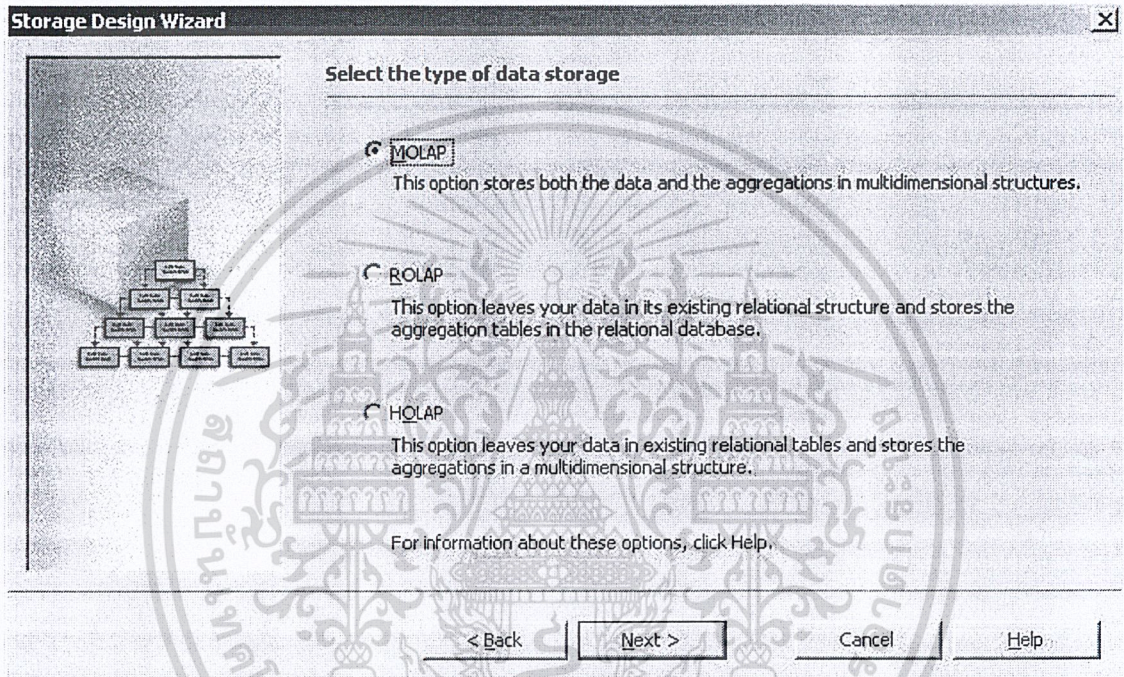 Storage Design Wizard
Select the type of data storage
MOLAP
This option stores both the data and the aggregations in multidimensional structures.
ROLAP
This option leaves your data in its existing relational structure and stores the
aggregation tables in the relational database.
HOLAP
This option leaves your data in existing relational tables and stores the
aggregations in a multidimensional structure.
For information about these options, click Help.
< Back
Next >
Cancel
Help